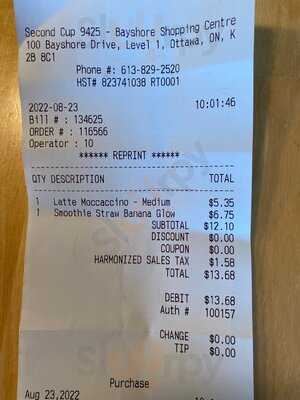 Second Cup 9425 - Bayshore Shopping Centre
100 Bayshore Drive, Level 1, Ottawa, ON, K
2B 8C1
Phone #: 613-829-2520
HST# 823741038 RT0001
2022-08-23 10:01:46
Bill # : 134625
ORDER # : 116566
Operator : 10
****** REPRINT ******
QTY DESCRIPTION TOTAL
1 Latte Moccaccino - Medium $5.35
1 Smoothie Straw Banana Glow $6.75
SUBTOTAL $12.10
DISCOUNT $0.00
COUPON $0.00
HARMONIZED SALES TAX $1.58
TOTAL $13.68
DEBIT $13.68
Auth # 100157
CHANGE $0.00
TIP $0.00
Purchase
Aug 23,2022